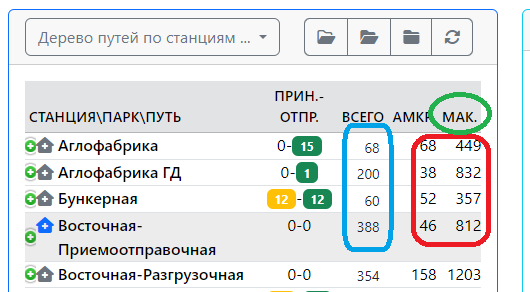 Дерево путей по станциям ...
СТАНЦИЯ\ПАРК\ПУТЬ ПРИН.-ОТПР. ВСЕГО АМКР МАК.
Аглофабрика 0-15 68 68 449
Аглофабрика ГД 0-1 200 38 832
Бункерная 12-12 60 52 357
Восточная-
Приемоотправочная 0-0 388 46 812
Восточная-Разгрузочная 0-0 354 158 1203